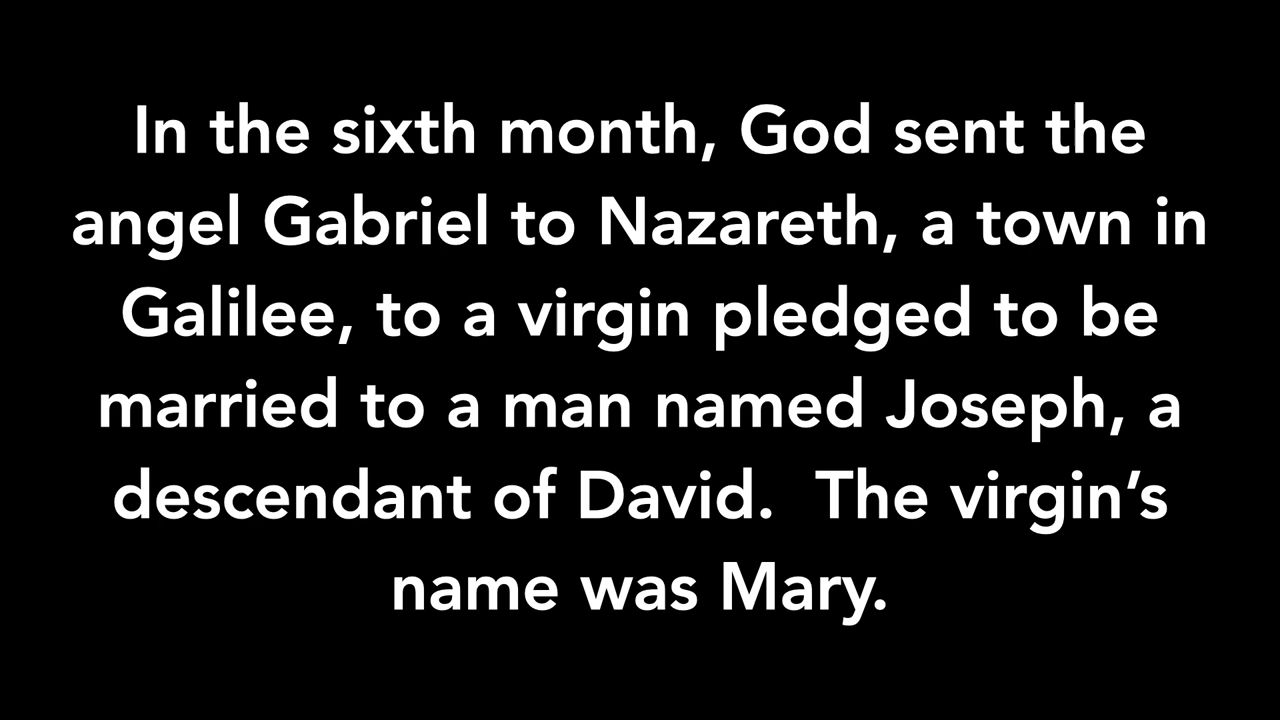 In the sixth month, God sent the
angel Gabriel to Nazareth, a town in
Galilee, to a virgin pledged to be
married to a man named Joseph, a
descendant of David.  The virgin’s
name was Mary.